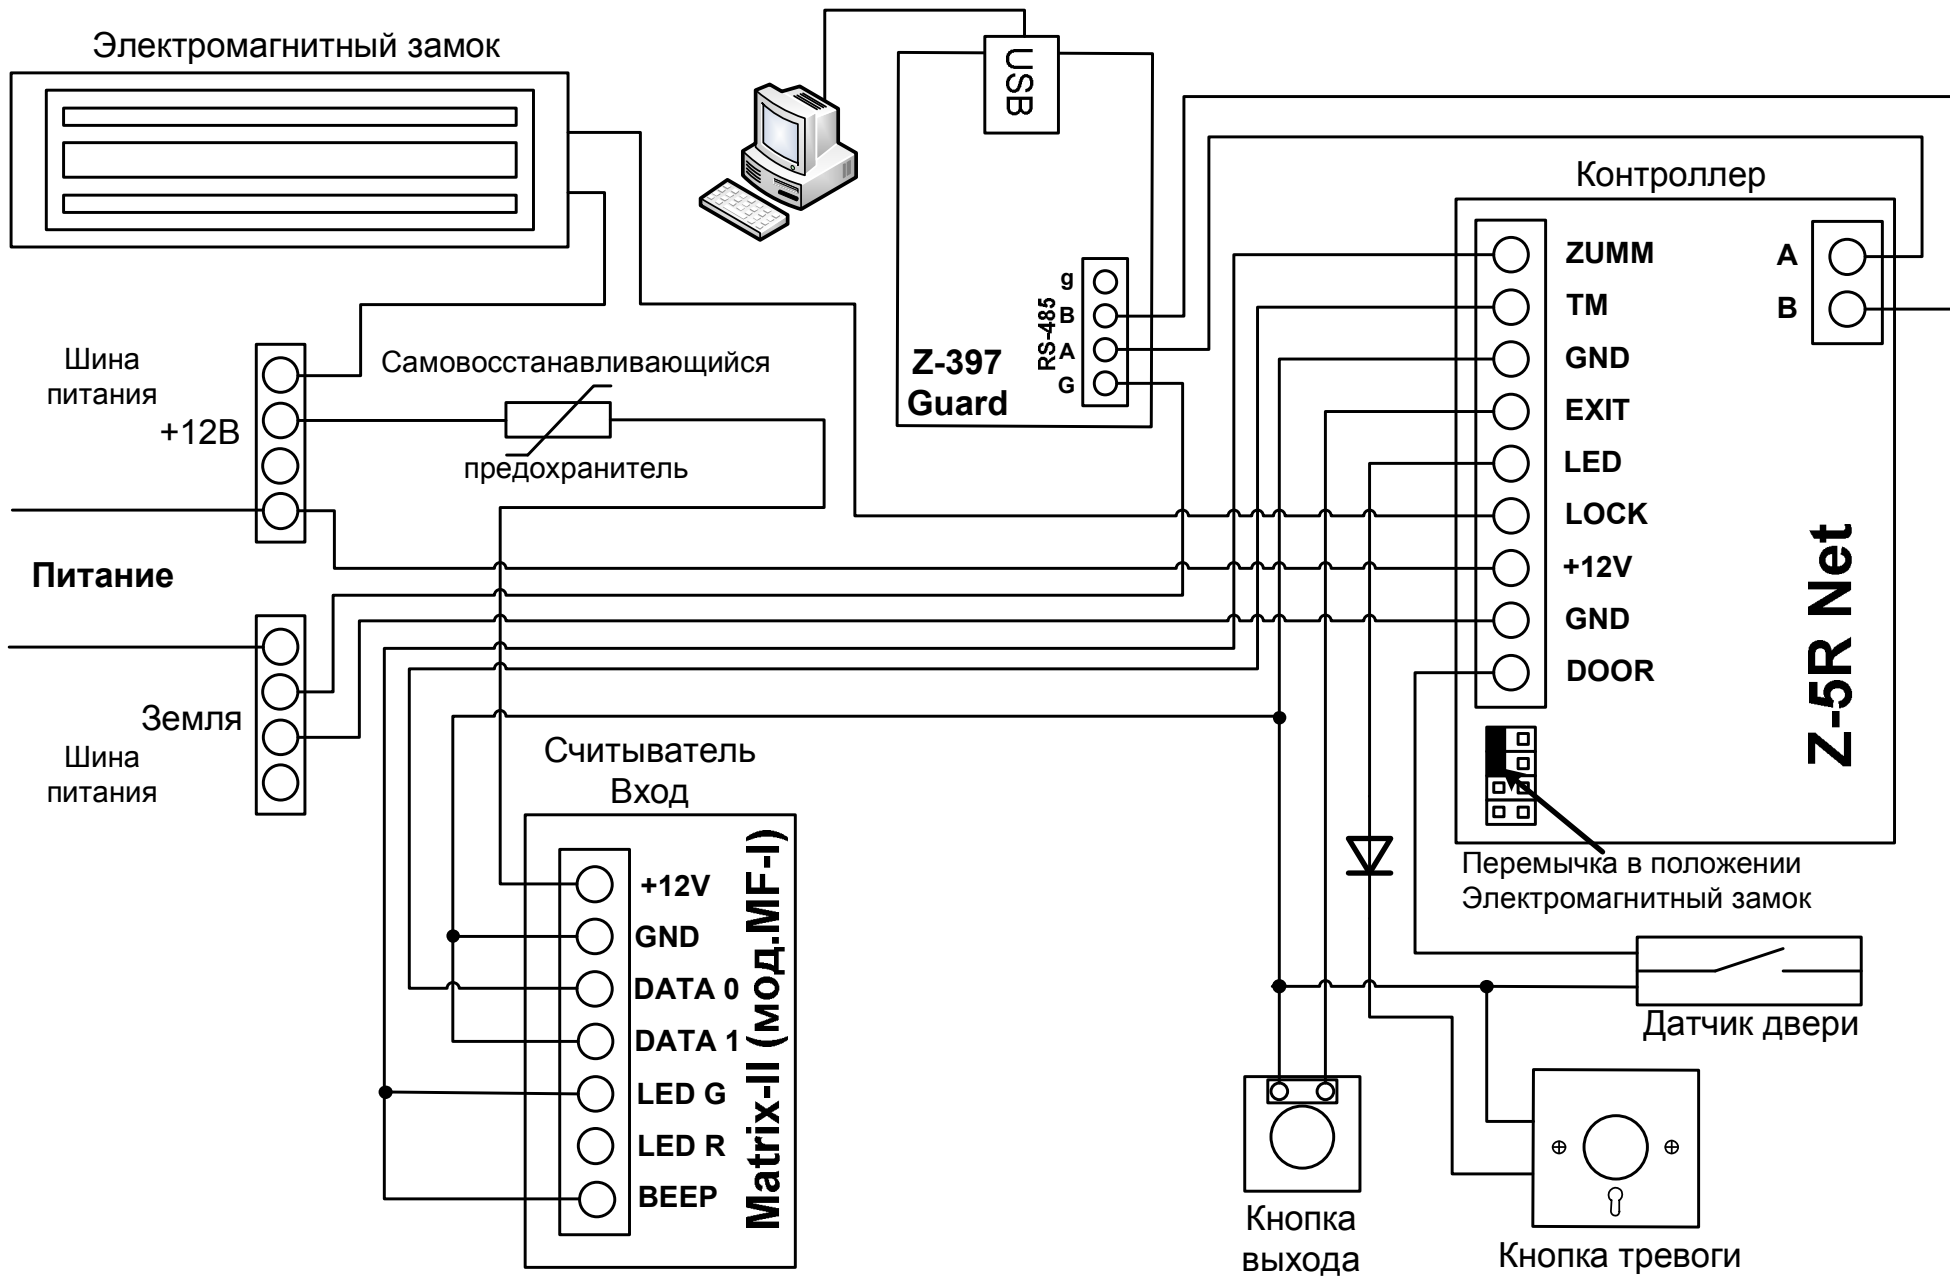 Электромагнитный замок
USB
Контроллер
ZUMM
TM
GND
EXIT
LED
LOCK
+12V
GND
DOOR
A
B
Z-5R Net
g
B
A
G
RS-485
Z-397
Guard
Шина
питания
+12В
Самовосстанавливающийся
предохранитель
Питание
Земля
Шина
питания
Считыватель
Вход
+12V
GND
DATA 0
DATA 1
LED G
LED R
BEEP
Matrix-II (мод.MF-I)
Перемычка в положении
Электромагнитный замок
Датчик двери
Кнопка
выхода
Кнопка тревоги